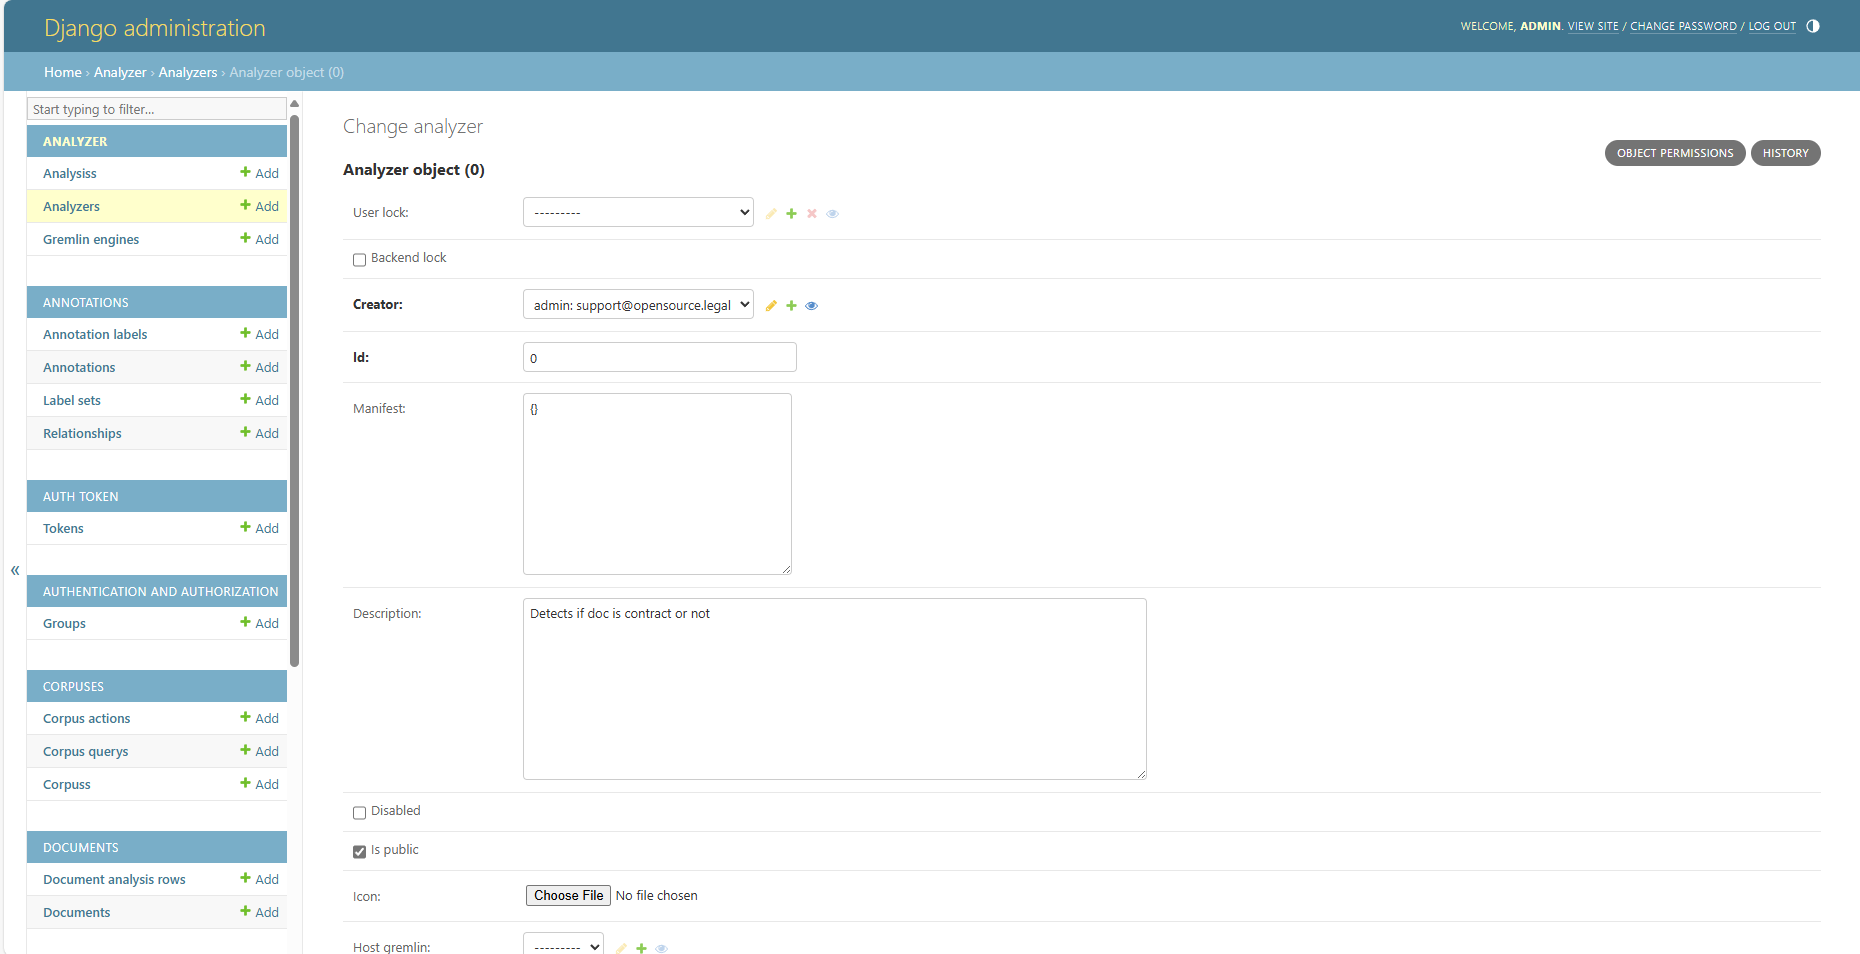 Django administration
WELCOME, ADMIN. VIEW SITE / CHANGE PASSWORD / LOG OUT
Home › Analyzer › Analyzers › Analyzer object (0)
Start typing to filter...
ANALYZER
Analysiss + Add
Analyzers + Add
Gremlin engines + Add
ANNOTATIONS
Annotation labels + Add
Annotations + Add
Label sets + Add
Relationships + Add
AUTH TOKEN
Tokens + Add
AUTHENTICATION AND AUTHORIZATION
Groups + Add
CORPUSES
Corpus actions + Add
Corpus querys + Add
Corpuss + Add
DOCUMENTS
Document analysis rows + Add
Documents + Add
«
Change analyzer
OBJECT PERMISSIONS
HISTORY
Analyzer object (0)
User lock: ---------
Backend lock
Creator: admin: support@opensource.legal
Id: 0
Manifest: {}
Description: Detects if doc is contract or not
Disabled
Is public
Icon: Choose File No file chosen
Host gremlin: ---------